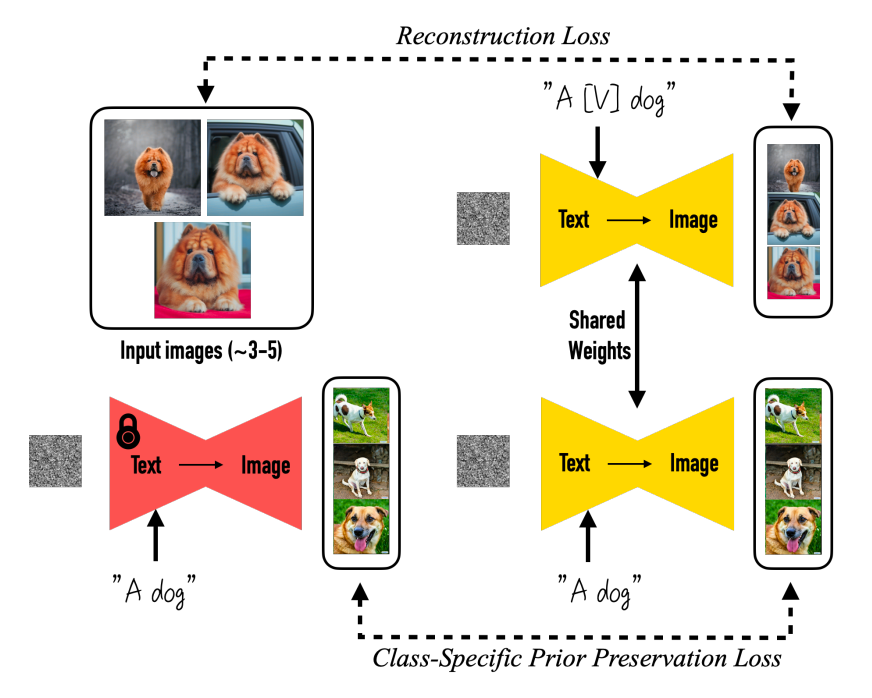 Reconstruction Loss
"A [V] dog"
Text
Image
Input images (~3-5)
Shared
Weights
Text
Image
"A dog"
Text
Image
"A dog"
Class-Specific Prior Preservation Loss